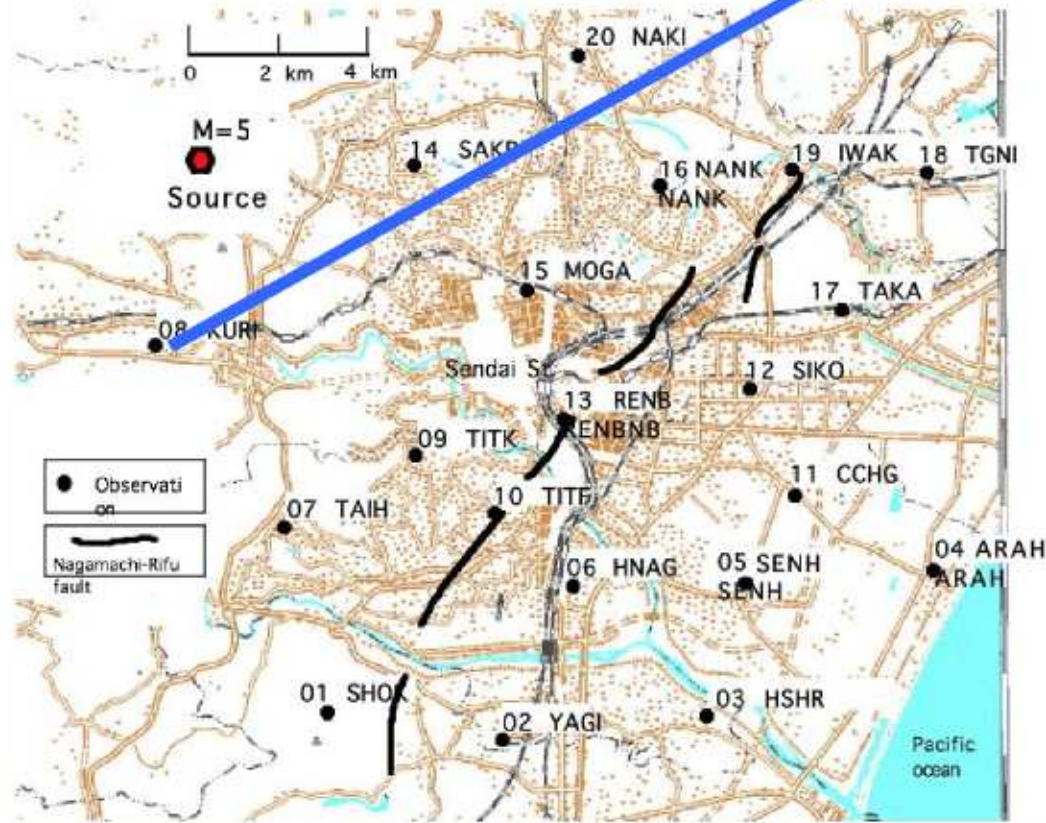 20 NAKI
0 2 km 4 km
M=5
Source
14 SAKR
16 NANK
NANK
19 IWAK
18 TGNI
15 MOGA
17 TAKA
08 KURI
Sendai St.
12 SIKO
13 RENB
RENBNB
09 TITK
11 CCHG
Observati
on
10 TITF
07 TAIH
Nagamachi-Rifu
fault
06 HNAG
05 SENH
SENH
04 ARAH
ARAH
01 SHOK
02 YAGI
03 HSHR
Pacific
ocean